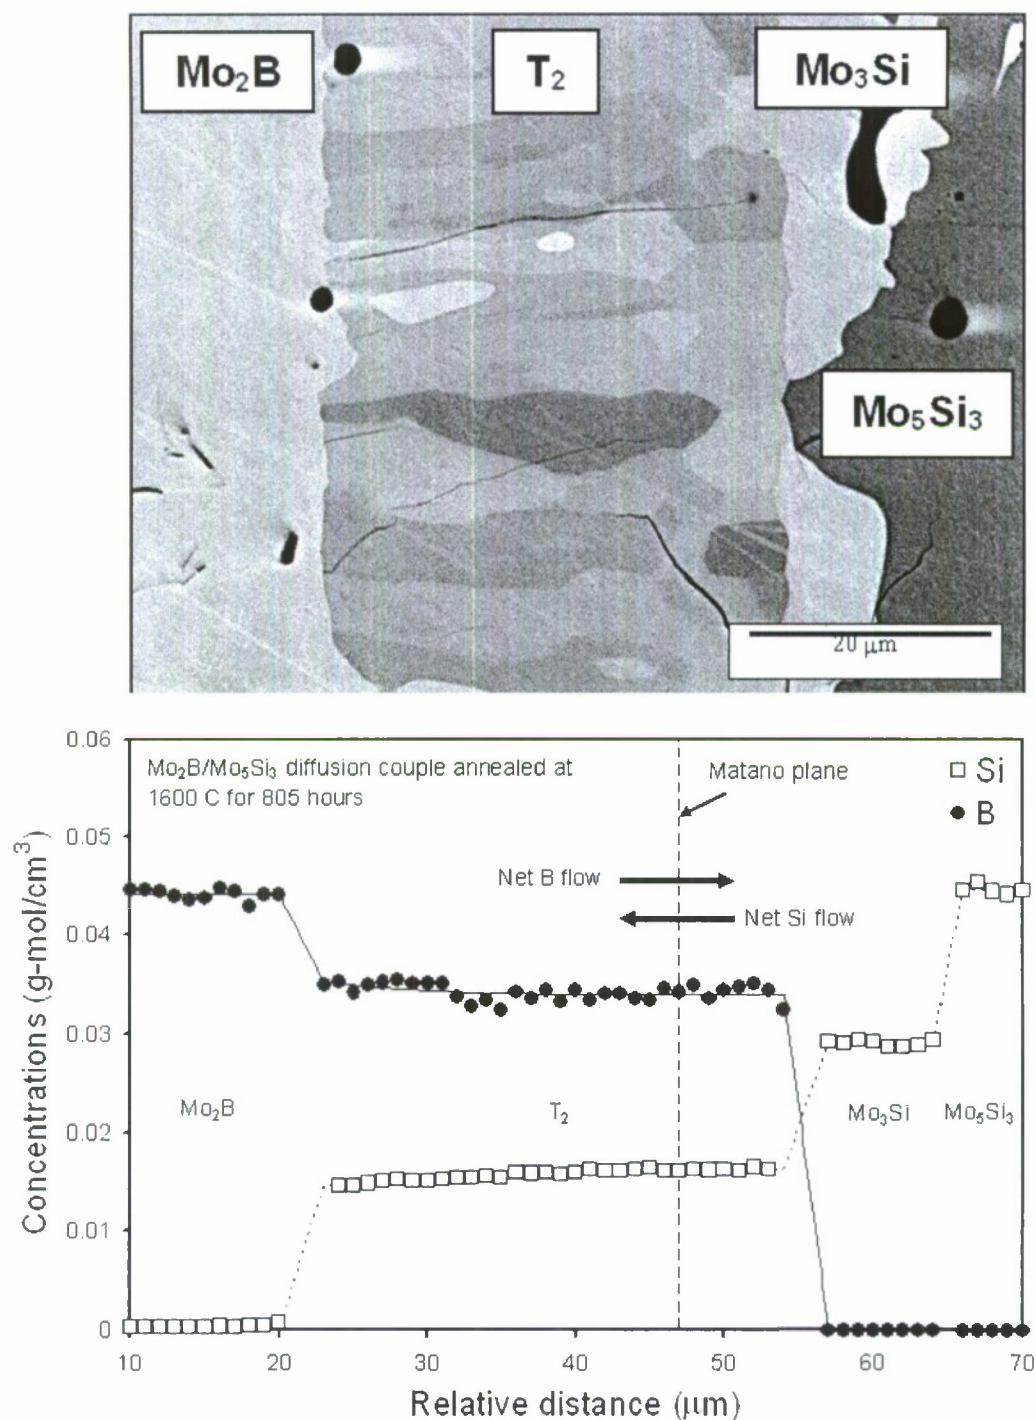 Mo₂B
T₂
Mo₃Si
Mo₅Si₃
20 μm
0.06
0.05
0.04
0.03
0.02
0.01
0
Concentrations (g-mol/cm³)
Mo₂B/Mo₅Si₃ diffusion couple annealed at
1600 C for 805 hours
Matano plane
Si
B
Net B flow
Net Si flow
Mo₂B
T₂
Mo₃Si
Mo₅Si₃
10 20 30 40 50 60 70
Relative distance (μm)